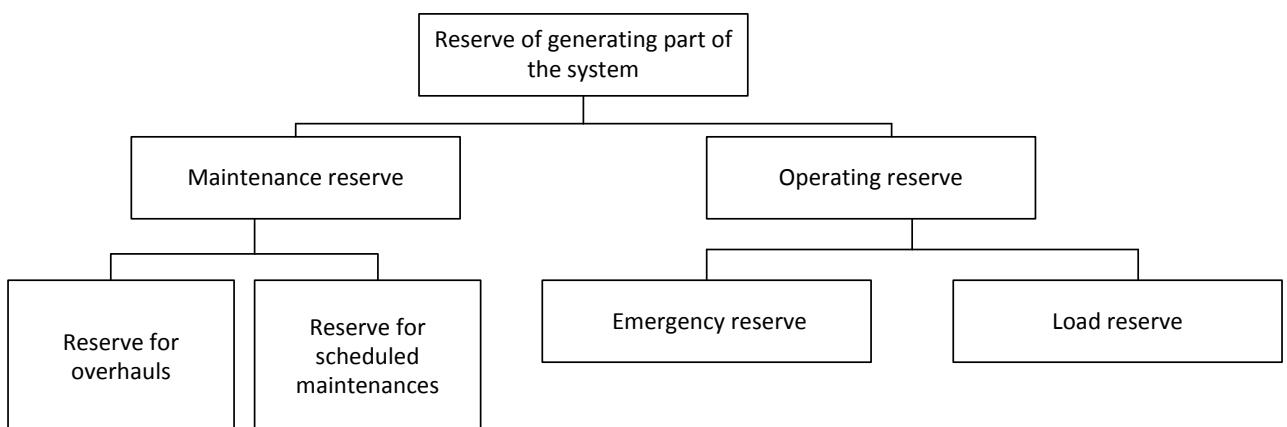 Reserve of generating part of
the system
Maintenance reserve
Operating reserve
Reserve for
overhauls
Reserve for
scheduled
maintenances
Emergency reserve
Load reserve